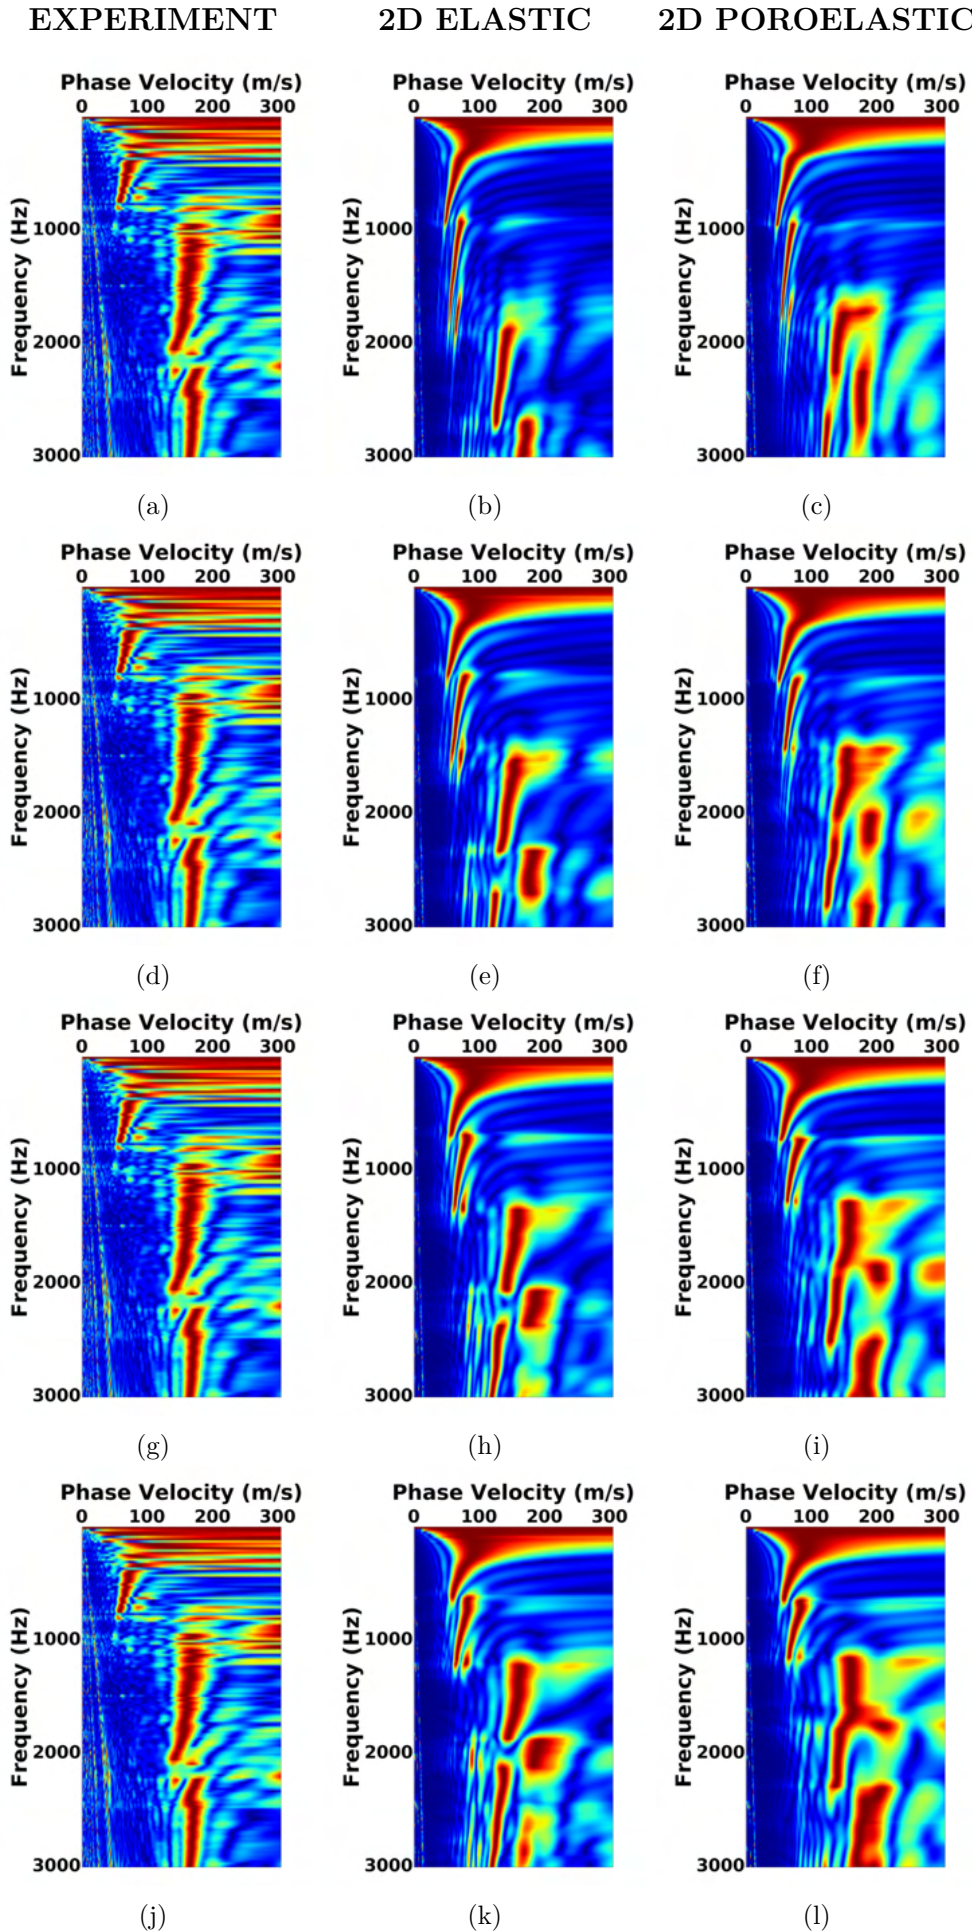 EXPERIMENT 2D ELASTIC 2D POROELASTIC
Phase Velocity (m/s) Phase Velocity (m/s) Phase Velocity (m/s)
0 100 200 300 0 100 200 300 0 100 200 300
Frequency (Hz) Frequency (Hz) Frequency (Hz)
1000 1000 1000
2000 2000 2000
3000 3000 3000
(a) (b) (c)
Phase Velocity (m/s) Phase Velocity (m/s) Phase Velocity (m/s)
0 100 200 300 0 100 200 300 0 100 200 300
Frequency (Hz) Frequency (Hz) Frequency (Hz)
1000 1000 1000
2000 2000 2000
3000 3000 3000
(d) (e) (f)
Phase Velocity (m/s) Phase Velocity (m/s) Phase Velocity (m/s)
0 100 200 300 0 100 200 300 0 100 200 300
Frequency (Hz) Frequency (Hz) Frequency (Hz)
1000 1000 1000
2000 2000 2000
3000 3000 3000
(g) (h) (i)
Phase Velocity (m/s) Phase Velocity (m/s) Phase Velocity (m/s)
0 100 200 300 0 100 200 300 0 100 200 300
Frequency (Hz) Frequency (Hz) Frequency (Hz)
1000 1000 1000
2000 2000 2000
3000 3000 3000
(j) (k) (l)